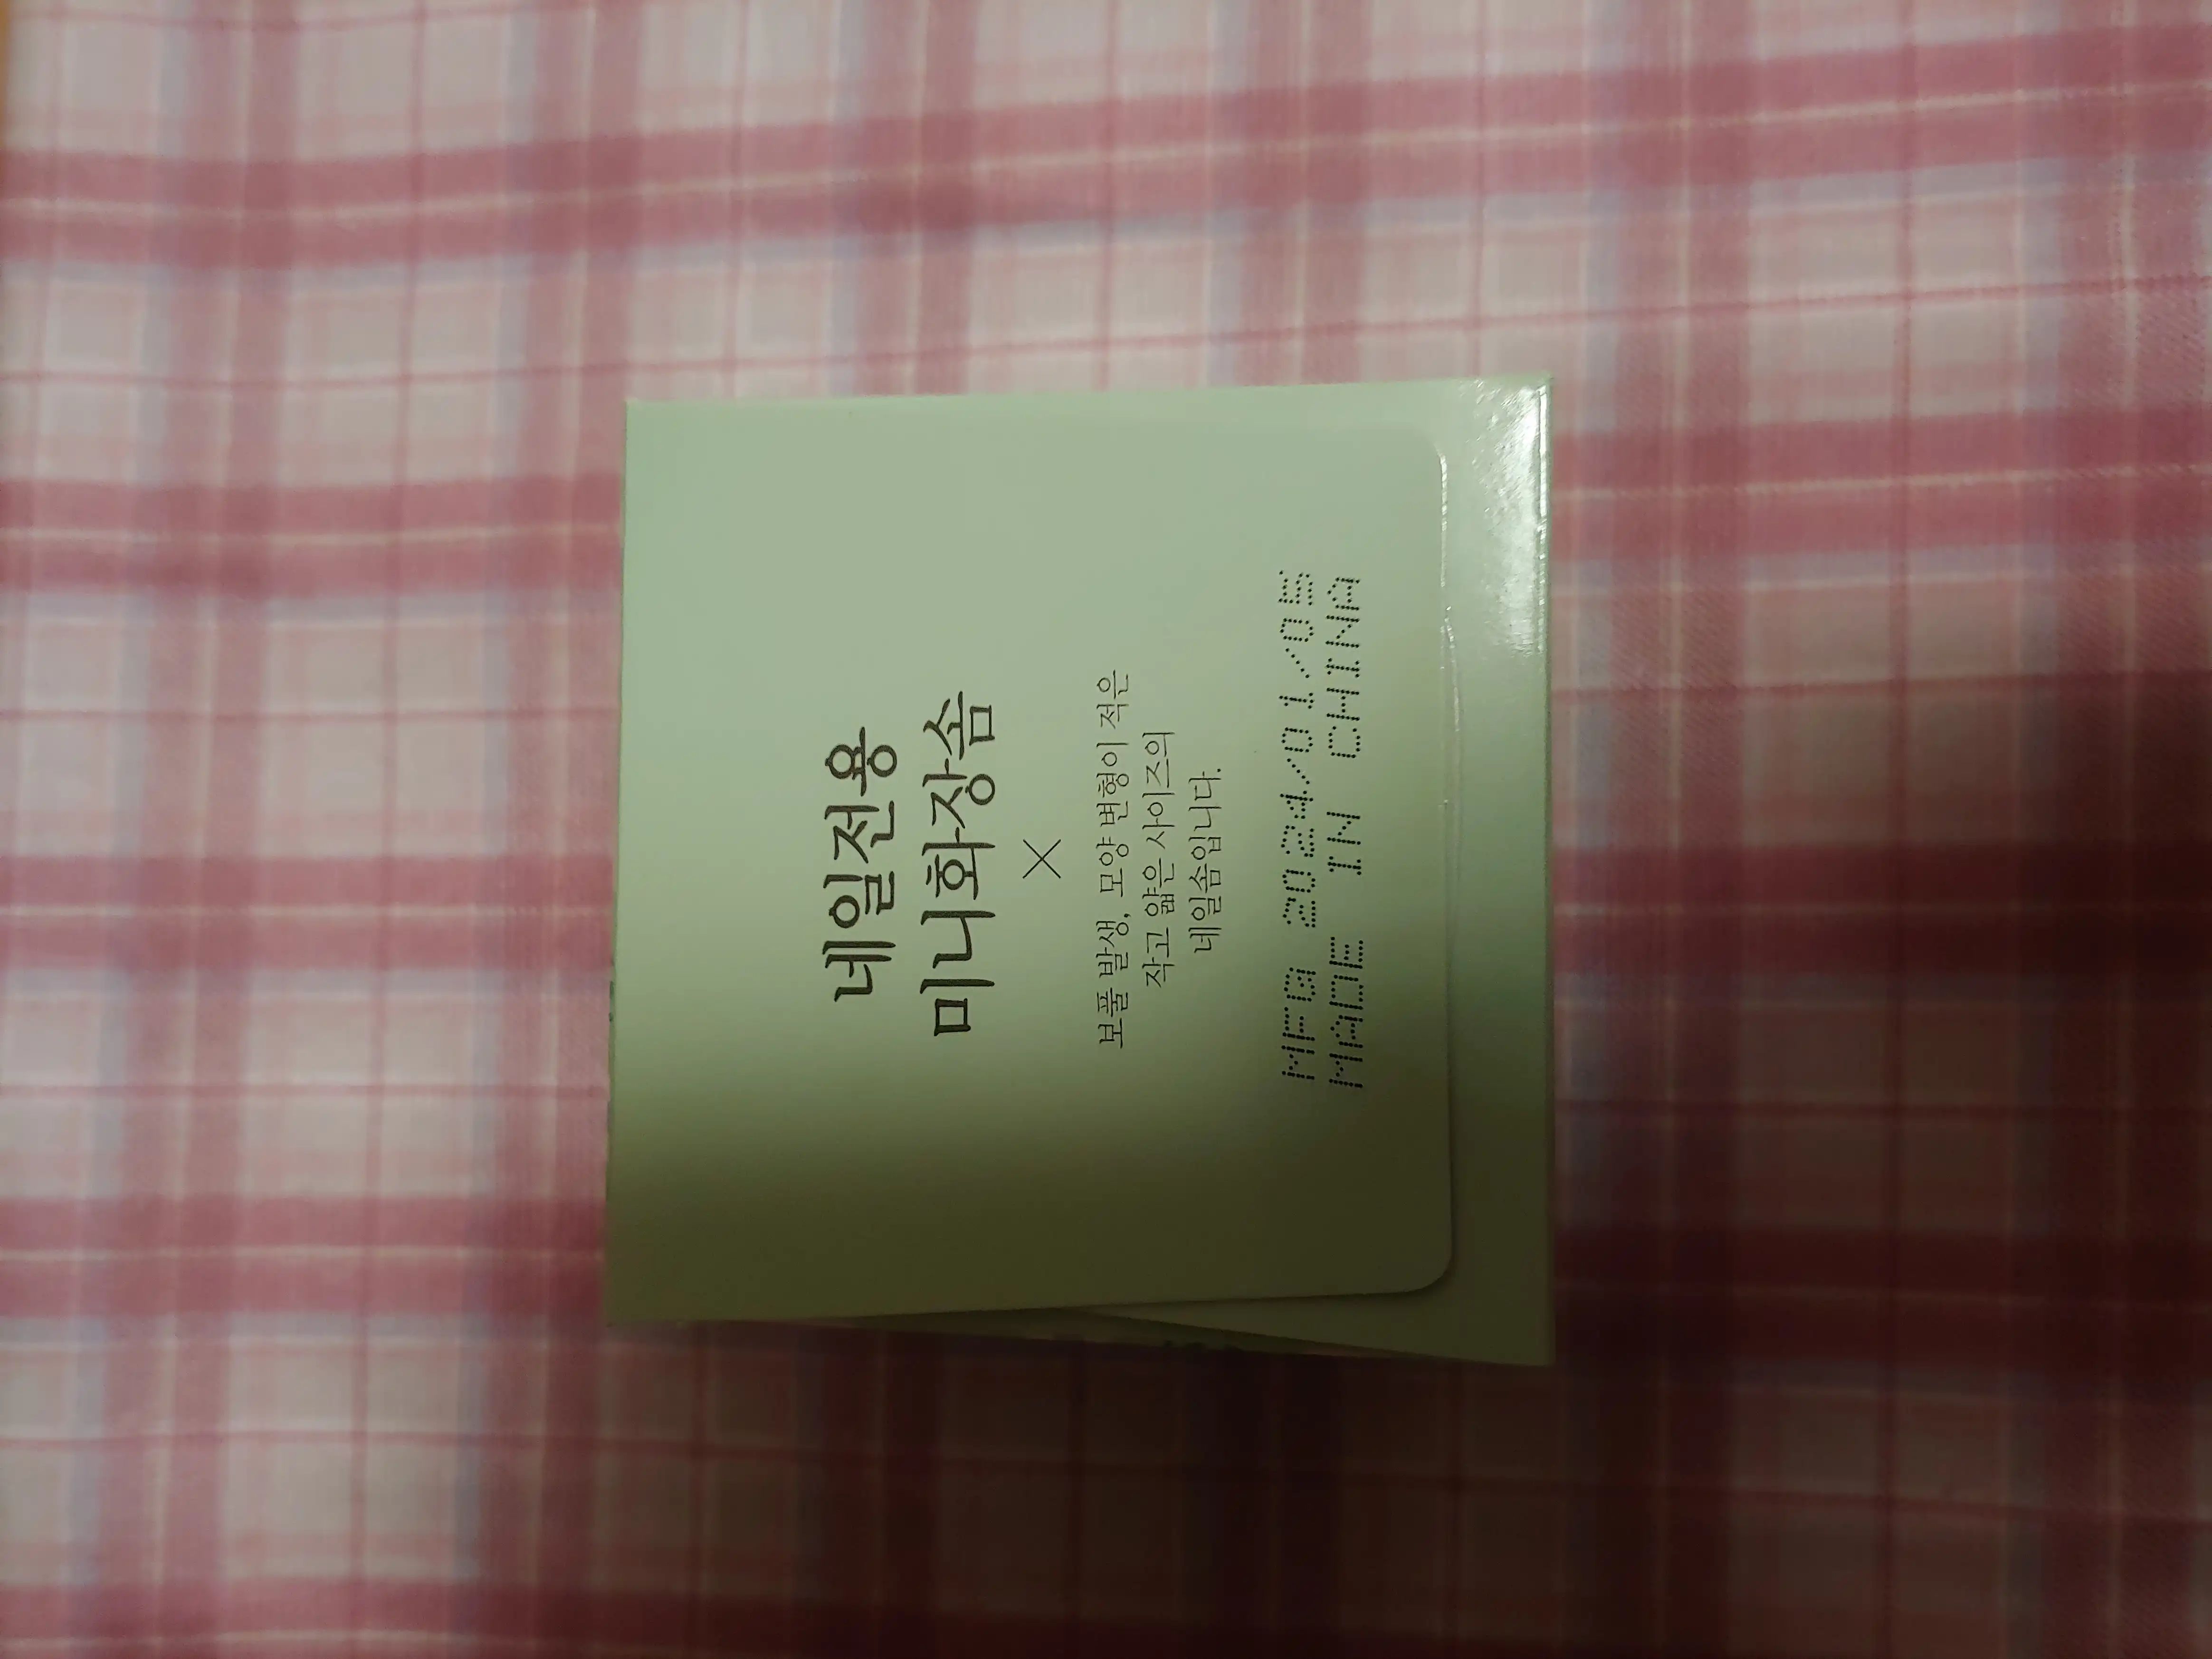 네일전용
미니화장솜
×
보풀 발생, 모양 변형이 적은
작고 얇은 사이즈의
네일솜입니다.
MFG 2024/01/05
MADE IN CHINA